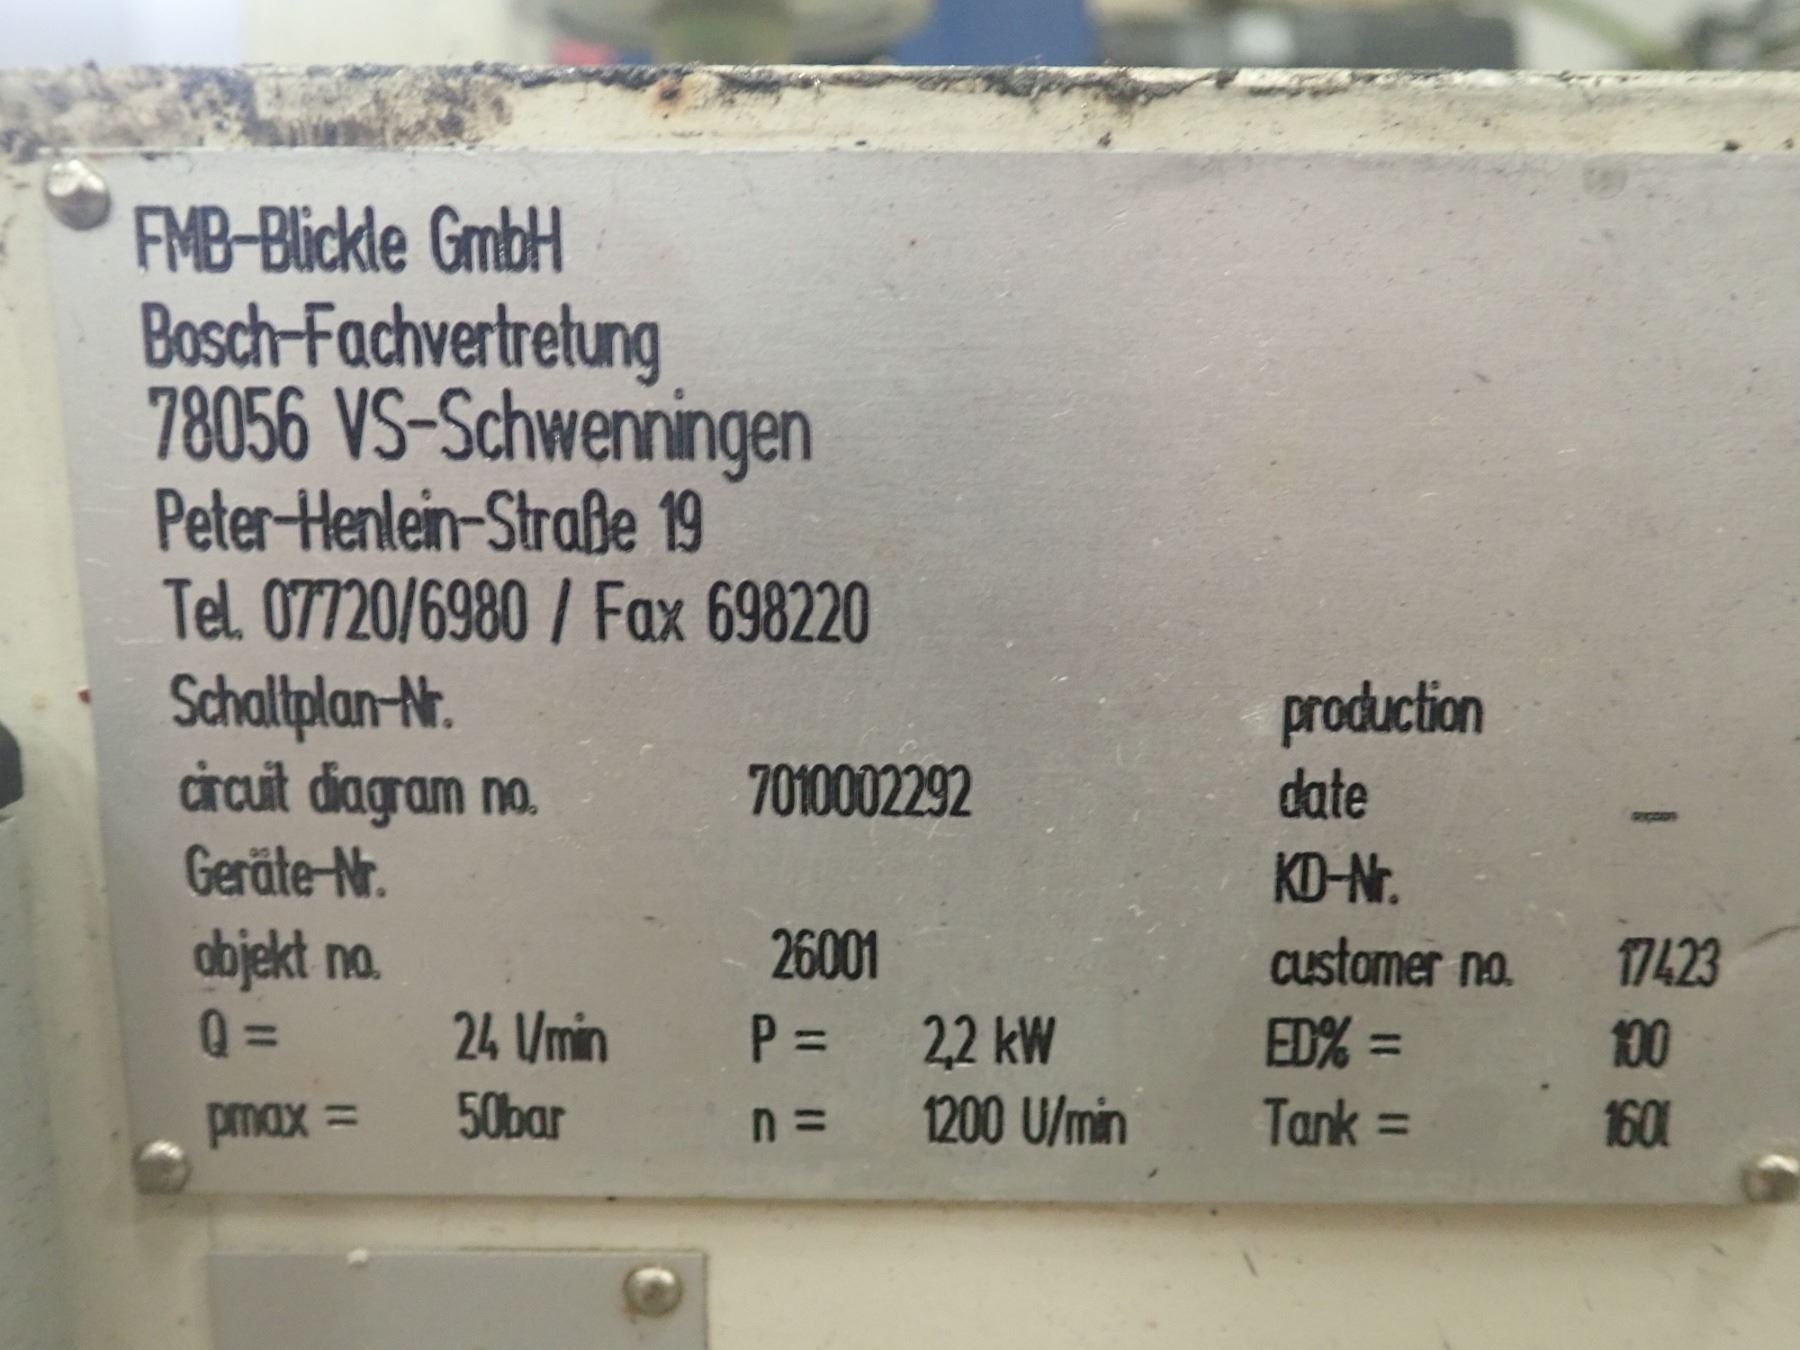 FMB-Blickle GmbH
Bosch-Fachvertretung
78056 VS-Schwenningen
Peter-Henlein-Straße 19
Tel. 07720/6980 / Fax 698220
Schaltplan-Nr. production
circuit diagram no. 7010002292 date
Geräte-Nr. KD-Nr.
objekt no. 26001 customer no. 17423
Q = 24 l/min P = 2,2 kW ED% = 100
pmax = 50bar n = 1200 U/min Tank = 160l